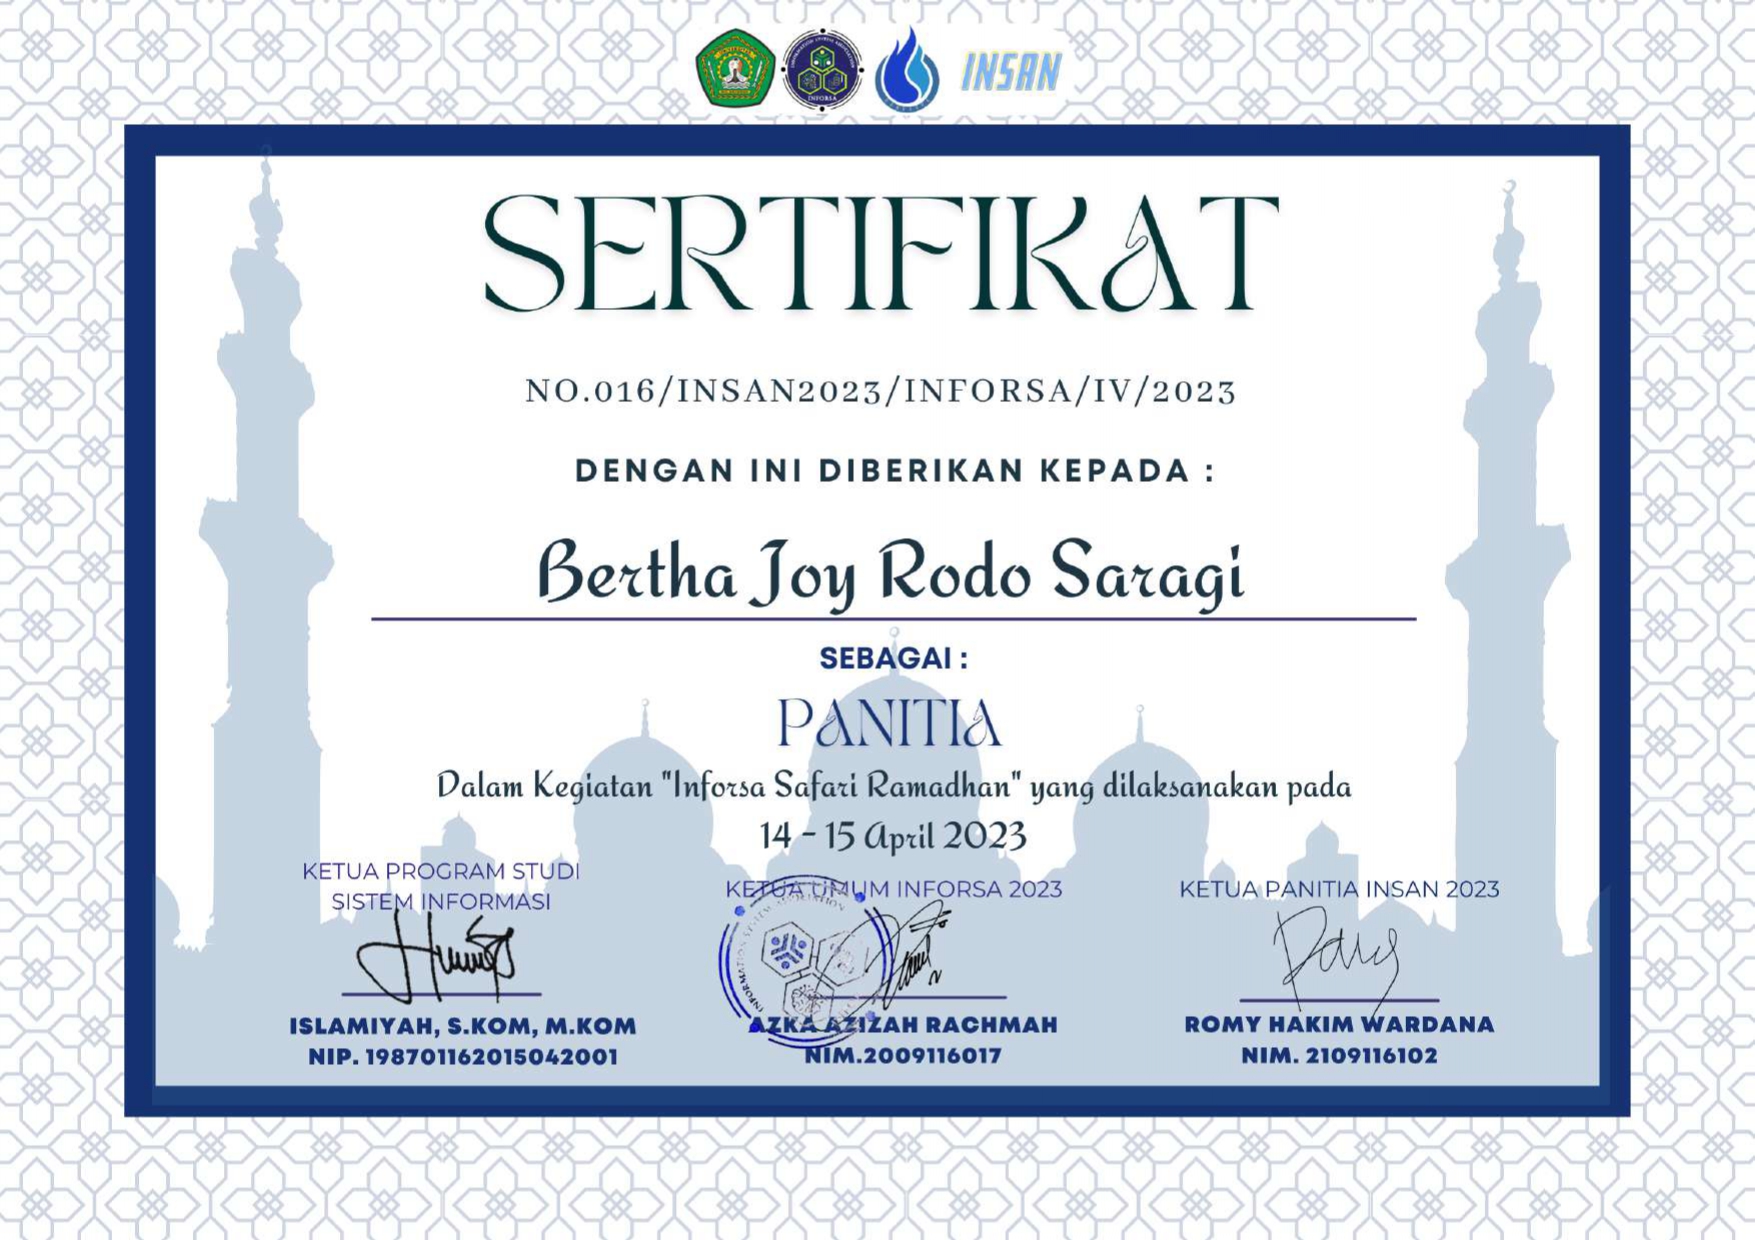 INFORSA
INSAN
SERTIFIKAT
NO.016/INSAN2023/INFORSA/IV/2023
DENGAN INI DIBERIKAN KEPADA :
Bertha Joy Rodo Saragi
SEBAGAI :
PANITIA
Dalam Kegiatan "Inforsa Safari Ramadhan" yang dilaksanakan pada
14 - 15 April 2023
KETUA PROGRAM STUDI
SISTEM INFORMASI
ISLAMIYAH, S.KOM, M.KOM
NIP. 198701162015042001
KETUA UMUM INFORSA 2023
AZKA AZIZAH RACHMAH
NIM.2009116017
KETUA PANITIA INSAN 2023
ROMY HAKIM WARDANA
NIM. 2109116102